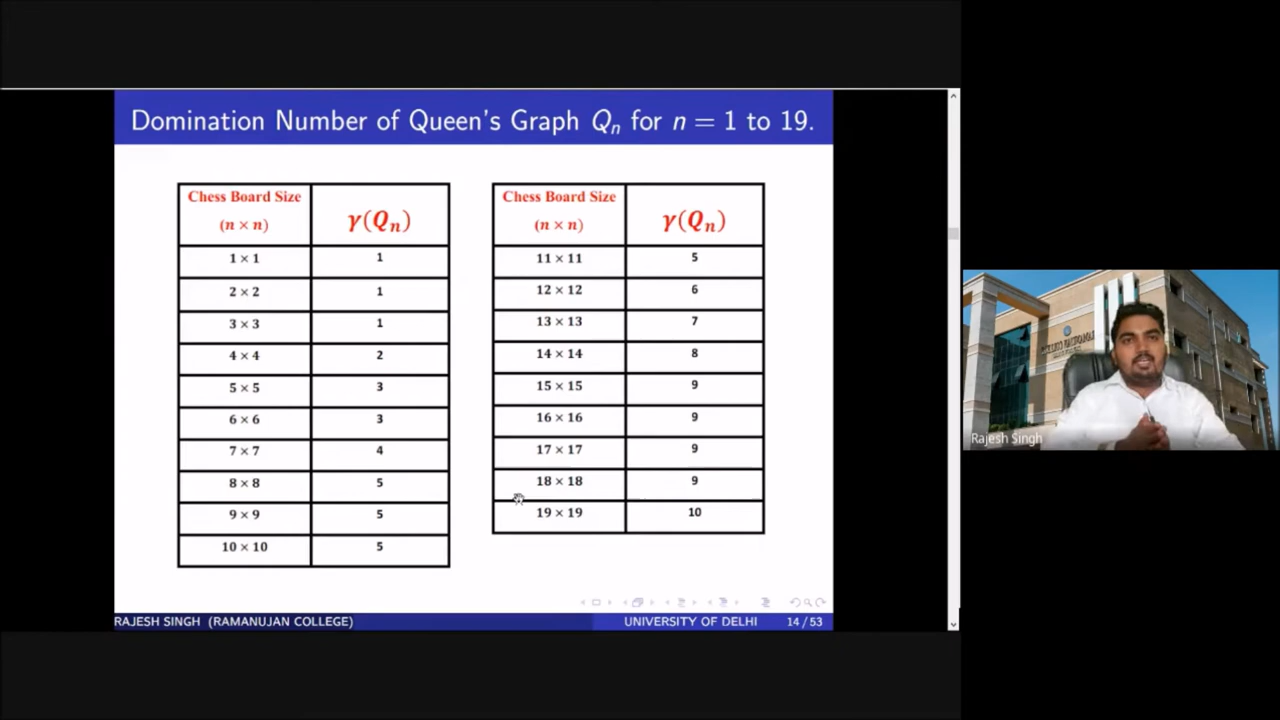 Domination Number of Queen's Graph Qₙ for n = 1 to 19.
Chess Board Size
(n × n)
γ(Qₙ)
1 × 1 1
2 × 2 1
3 × 3 1
4 × 4 2
5 × 5 3
6 × 6 3
7 × 7 4
8 × 8 5
9 × 9 5
10 × 10 5
Chess Board Size
(n × n)
γ(Qₙ)
11 × 11 5
12 × 12 6
13 × 13 7
14 × 14 8
15 × 15 9
16 × 16 9
17 × 17 9
18 × 18 9
19 × 19 10
RAJESH SINGH (RAMANUJAN COLLEGE) UNIVERSITY OF DELHI 14 / 53
Rajesh Singh